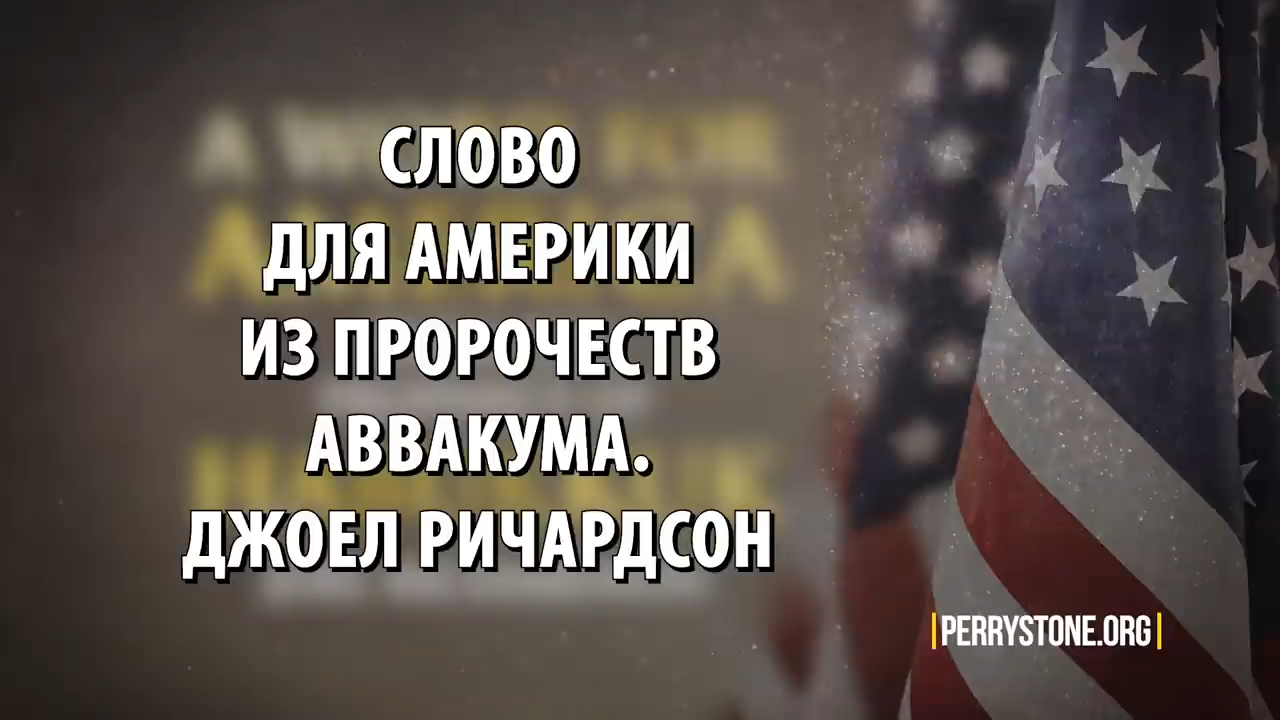 СЛОВО
ДЛЯ АМЕРИКИ
ИЗ ПРОРОЧЕСТВ
АВВАКУМА.
ДЖОЕЛ РИЧАРДСОН
|PERRYSTONE.ORG|